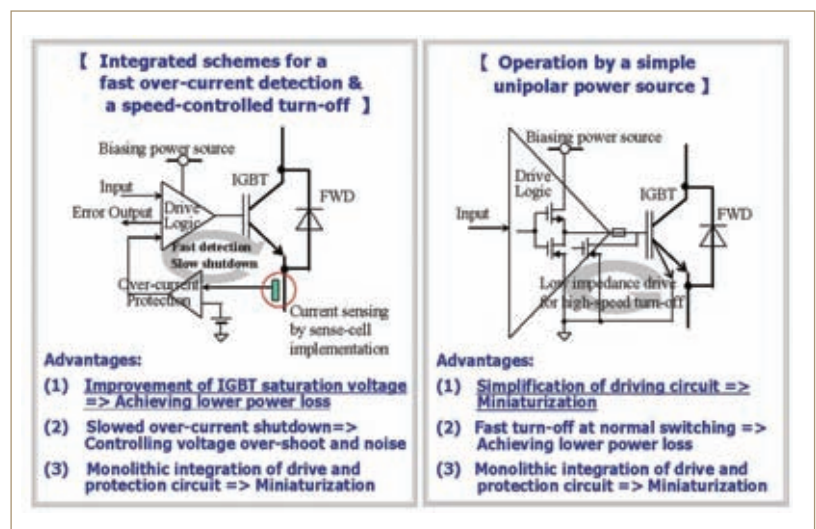 【 Integrated schemes for a
fast over-current detection &
a speed-controlled turn-off 】
Biasing power source
Input
IGBT
FWD
Error Output
Drive
Logic
Fast detection
Slow shutdown
Over-current
Protection
Current sensing
by sense-cell
implementation
Advantages:
(1) Improvement of IGBT saturation voltage
=> Achieving lower power loss
(2) Slowed over-current shutdown=>
Controlling voltage over-shoot and noise
(3) Monolithic integration of drive and
protection circuit => Miniaturization
【 Operation by a simple
unipolar power source 】
Biasing power source
Drive
Logic
IGBT
Input
FWD
Low impedance drive
for high-speed turn-off
Advantages:
(1) Simplification of driving circuit =>
Miniaturization
(2) Fast turn-off at normal switching =>
Achieving lower power loss
(3) Monolithic integration of drive and
protection circuit => Miniaturization